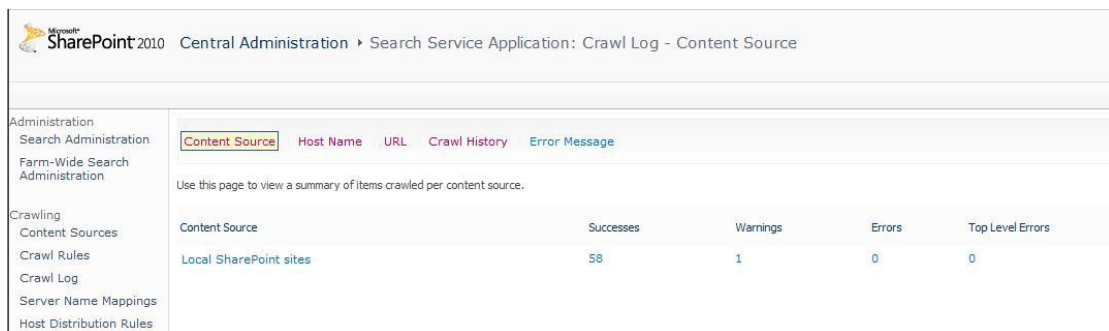 Microsoft®
SharePoint 2010 Central Administration ▸ Search Service Application: Crawl Log - Content Source
Administration
Search Administration
Farm-Wide Search
Administration
Crawling
Content Sources
Crawl Rules
Crawl Log
Server Name Mappings
Host Distribution Rules
Content Source Host Name URL Crawl History Error Message
Use this page to view a summary of items crawled per content source.
Content Source Successes Warnings Errors Top Level Errors
Local SharePoint sites 58 1 0 0